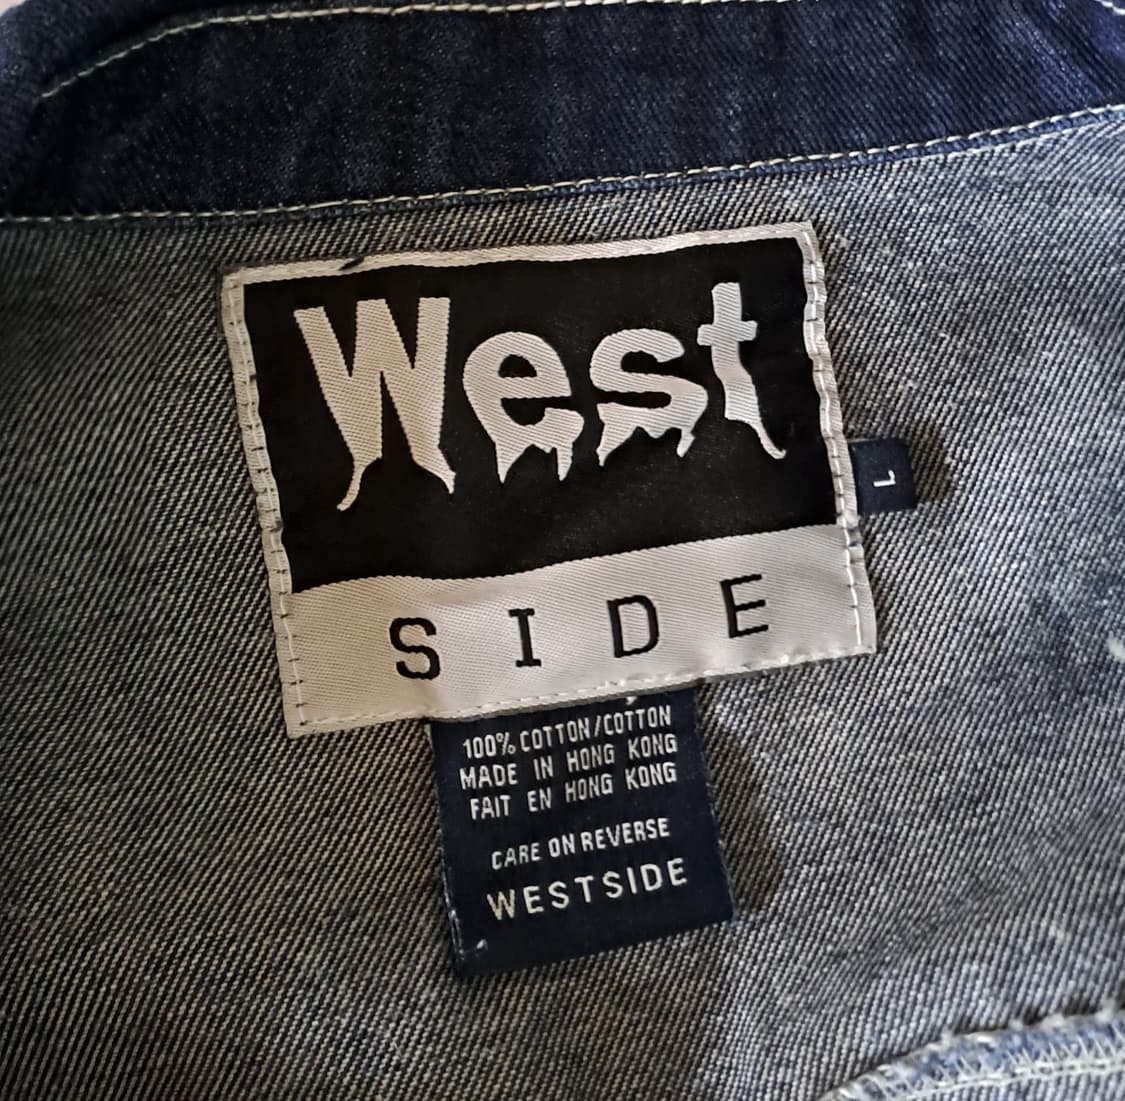 West
SIDE
L
100% COTTON/COTTON
MADE IN HONG KONG
FAIT EN HONG KONG
CARE ON REVERSE
WESTSIDE